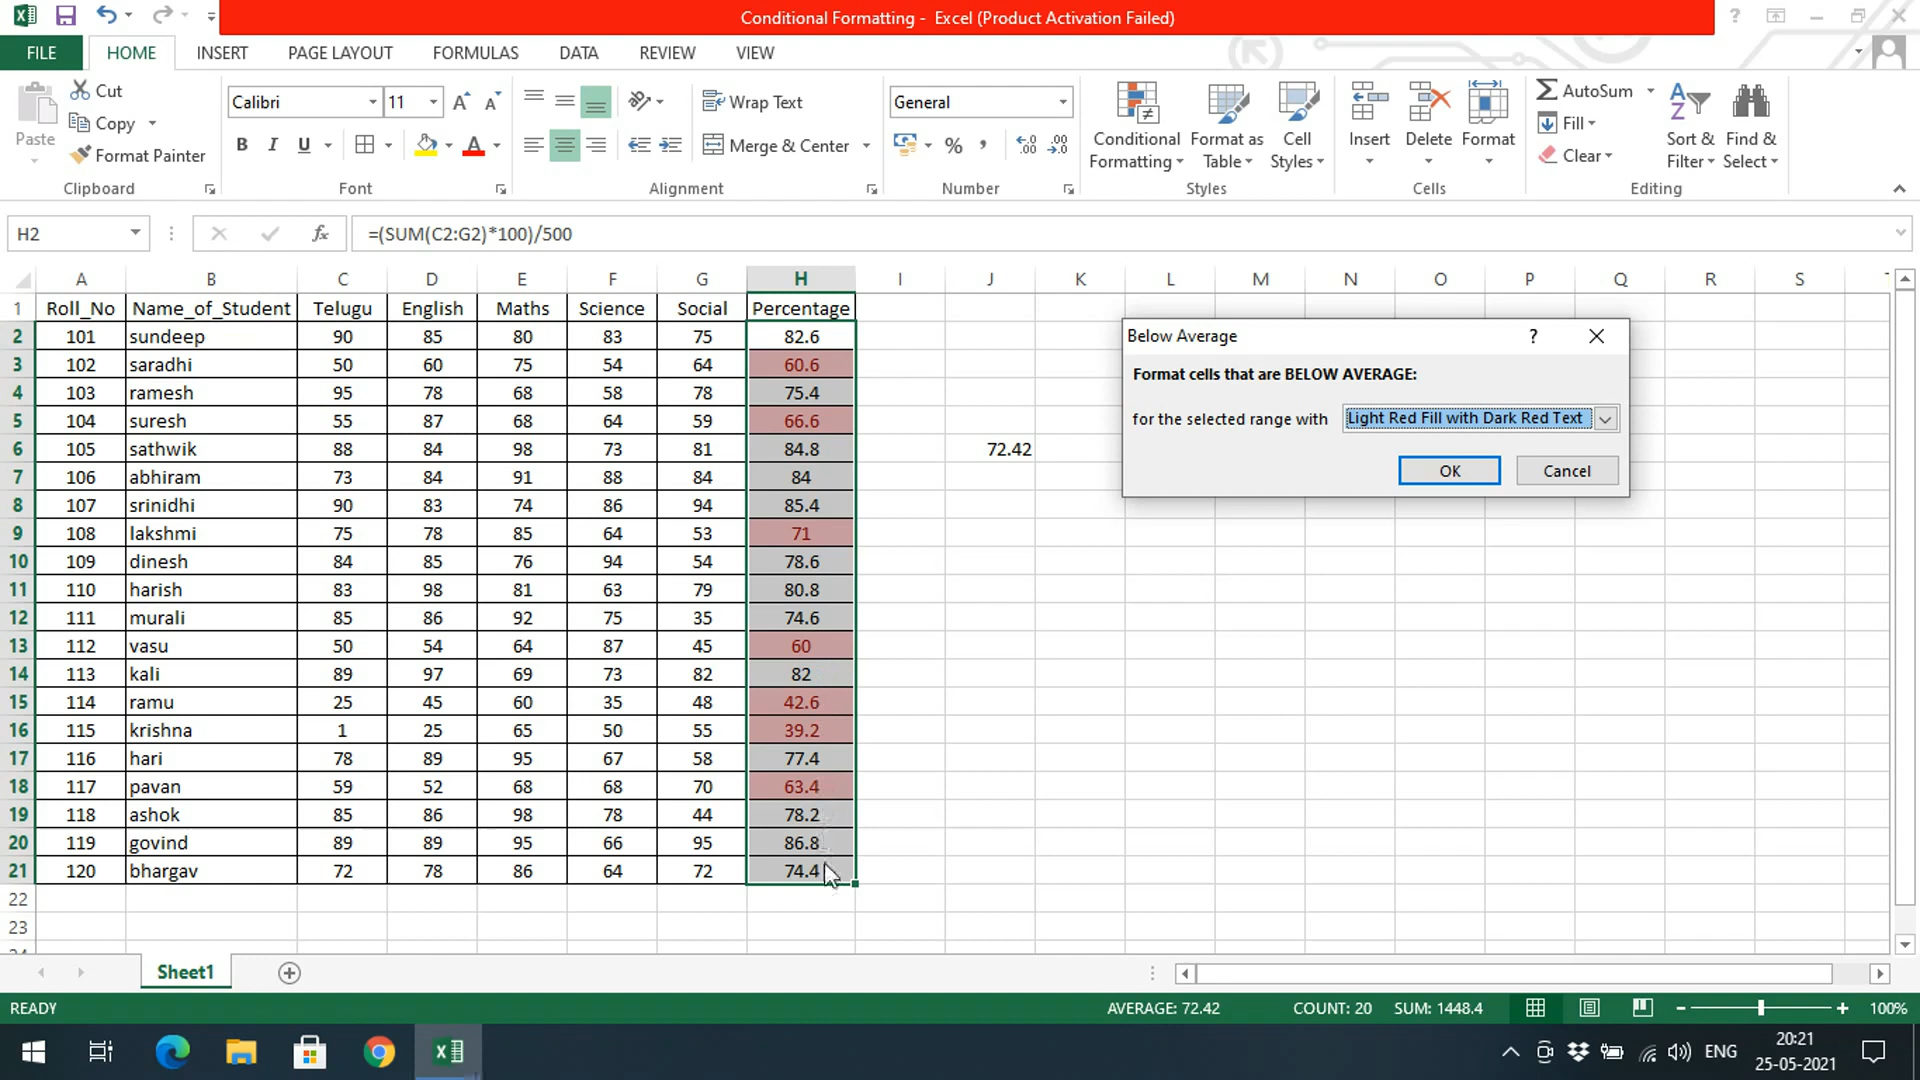 Conditional Formatting - Excel (Product Activation Failed)
FILE HOME INSERT PAGE LAYOUT FORMULAS DATA REVIEW VIEW
Paste Cut Copy Format Painter Clipboard
Calibri 11 B I U Font
Wrap Text Merge & Center Alignment
General % , Number
Conditional Formatting Format as Table Cell Styles Styles
Insert Delete Format Cells
AutoSum Fill Clear Sort & Filter Find & Select Editing
H2 fx =(SUM(C2:G2)*100)/500
A B C D E F G H I J K L M N O P Q R S
1 Roll_No Name_of_Student Telugu English Maths Science Social Percentage
2 101 sundeep 90 85 80 83 75 82.6
3 102 saradhi 50 60 75 54 64 60.6
4 103 ramesh 95 78 68 58 78 75.4
5 104 suresh 55 87 68 64 59 66.6
6 105 sathwik 88 84 98 73 81 84.8 72.42
7 106 abhiram 73 84 91 88 84 84
8 107 srinidhi 90 83 74 86 94 85.4
9 108 lakshmi 75 78 85 64 53 71
10 109 dinesh 84 85 76 94 54 78.6
11 110 harish 83 98 81 63 79 80.8
12 111 murali 85 86 92 75 35 74.6
13 112 vasu 50 54 64 87 45 60
14 113 kali 89 97 69 73 82 82
15 114 ramu 25 45 60 35 48 42.6
16 115 krishna 1 25 65 50 55 39.2
17 116 hari 78 89 95 67 58 77.4
18 117 pavan 59 52 68 68 70 63.4
19 118 ashok 85 86 98 78 44 78.2
20 119 govind 89 89 95 66 95 86.8
21 120 bhargav 72 78 86 64 72 74.4
22
23
Below Average ?
Format cells that are BELOW AVERAGE:
for the selected range with Light Red Fill with Dark Red Text
OK Cancel
Sheet1
READY AVERAGE: 72.42 COUNT: 20 SUM: 1448.4 100%
ENG 20:21
25-05-2021